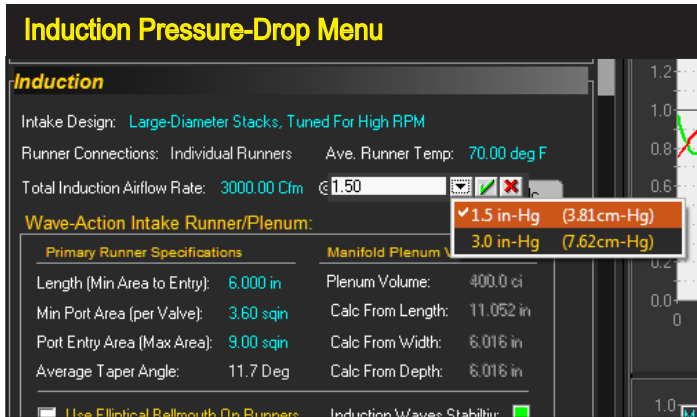 Induction Pressure-Drop Menu
Induction
Intake Design: Large-Diameter Stacks, Tuned For High RPM
Runner Connections: Individual Runners Ave. Runner Temp: 70.00 deg F
Total Induction Airflow Rate: 3000.00 Cfm @ 1.50
✓1.5 in-Hg (3.81cm-Hg)
3.0 in-Hg (7.62cm-Hg)
Wave-Action Intake Runner/Plenum:
Primary Runner Specifications Manifold Plenum
Length (Min Area to Entry): 6.000 in Plenum Volume: 400.0 ci
Min Port Area (per Valve): 3.60 sqin Calc From Length: 11.052 in
Port Entry Area (Max Area): 9.00 sqin Calc From Width: 6.016 in
Average Taper Angle: 11.7 Deg Calc From Depth: 6.016 in
Use Elliptical Bellmouth On Runners Induction Waves Stability:
1.2
1.0
0.8
0.6
0.2
0.0
0
1.0